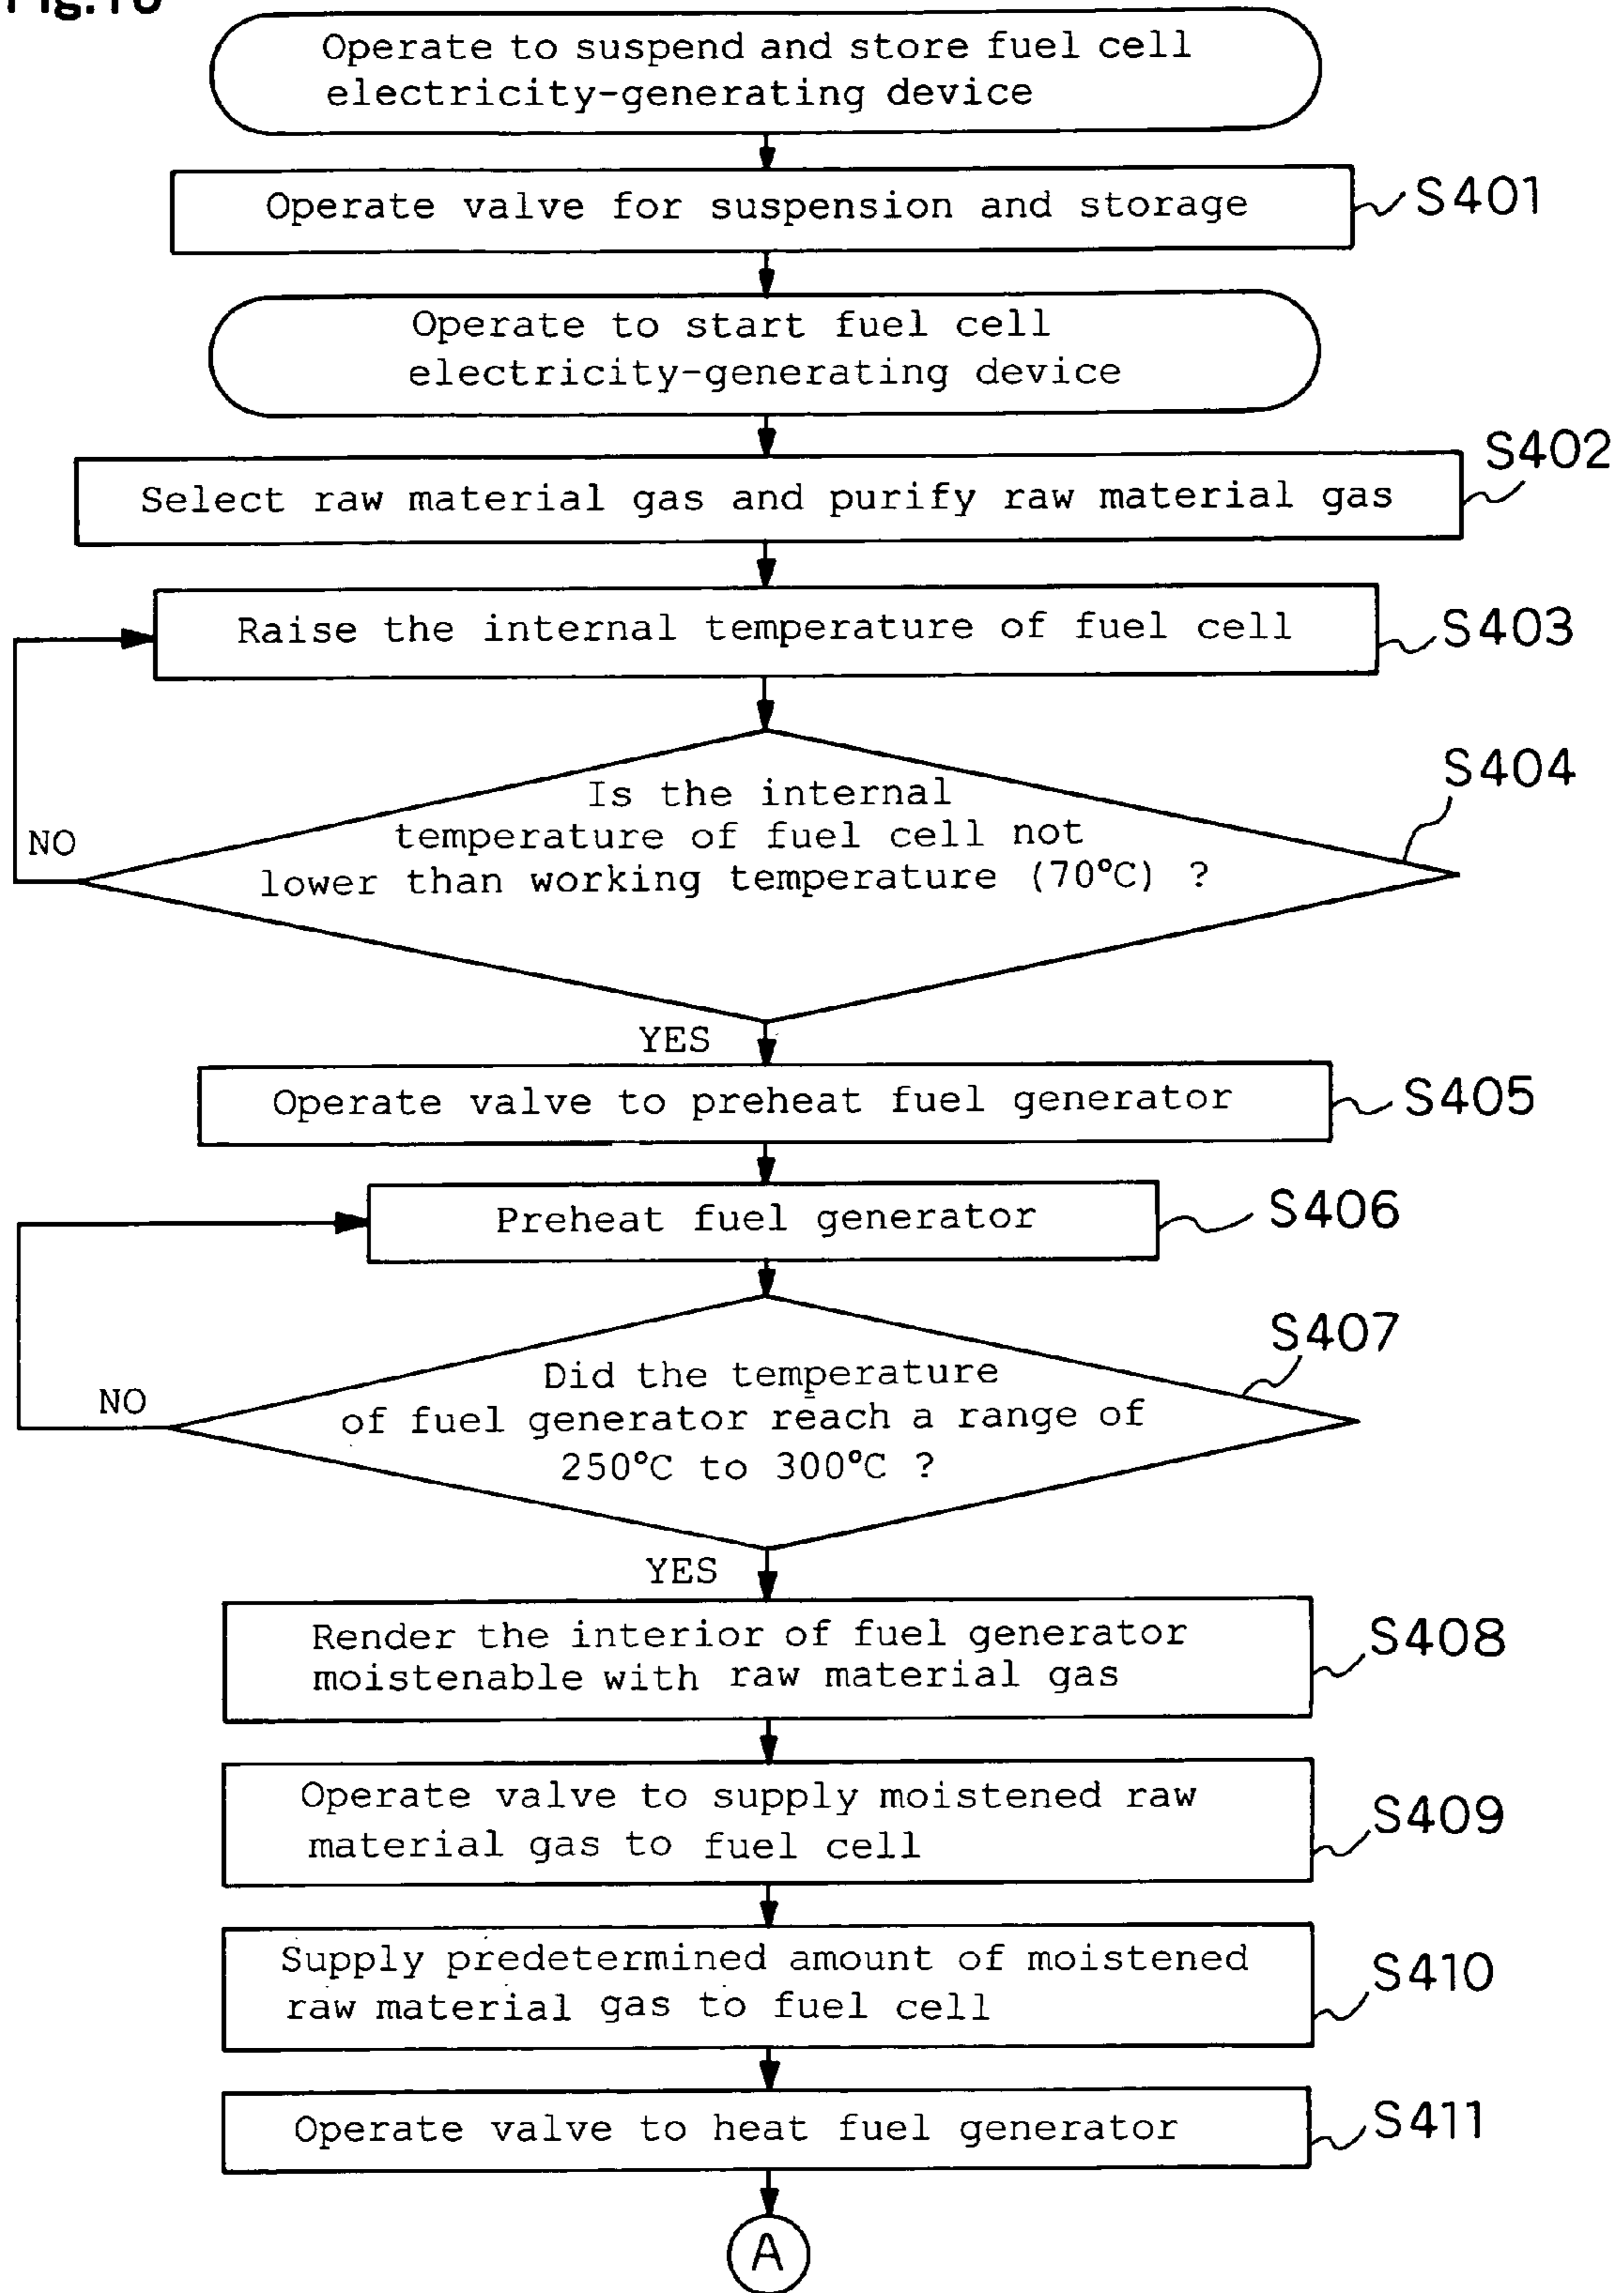 Operate to suspend and store fuel cell
electricity-generating device
Operate valve for suspension and storage
S401
Operate to start fuel cell
electricity-generating device
S402
Select raw material gas and purify raw material gas
Raise the internal temperature of fuel cell
S403
S404
Is the internal
temperature of fuel cell not
lower than working temperature (70°C) ?
NO
YES
Operate valve to preheat fuel generator
S405
Preheat fuel generator
S406
S407
Did the temperature
of fuel generator reach a range of
250°C to 300°C ?
NO
YES
Render the interior of fuel generator
moistenable with raw material gas
S408
Operate valve to supply moistened raw
material gas to fuel cell
S409
Supply predetermined amount of moistened
raw material gas to fuel cell
S410
Operate valve to heat fuel generator
S411
A